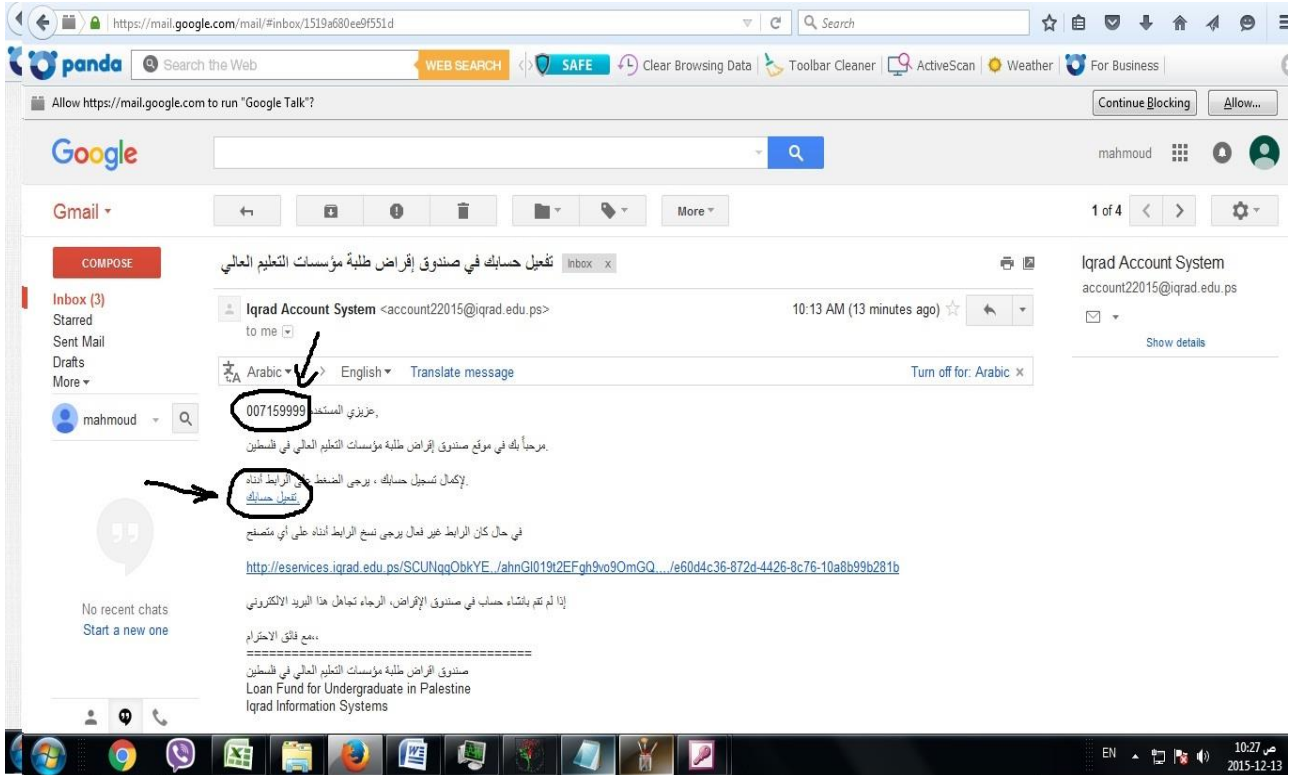 https://mail.google.com/mail/#inbox/1519a680ee9f551d
Search
panda
Search the Web
WEB SEARCH
SAFE
Clear Browsing Data
Toolbar Cleaner
ActiveScan
Weather
For Business
Allow https://mail.google.com to run "Google Talk"?
Continue Blocking
Allow...
Google
mahmoud
Gmail
More
1 of 4
COMPOSE
تفعيل حسابك في صندوق إقراض طلبة مؤسسات التعليم العالي
Inbox x
Iqrad Account System
account22015@iqrad.edu.ps
Show details
Inbox (3)
Starred
Sent Mail
Drafts
More
mahmoud
Iqrad Account System <account22015@iqrad.edu.ps>
10:13 AM (13 minutes ago)
to me
Arabic
English
Translate message
Turn off for: Arabic x
عزيزي المستخدم 007159999,
مرحباً بك في موقع صندوق إقراض طلبة مؤسسات التعليم العالي في فلسطين.
لإكمال تسجيل حسابك ، يرجى الضغط على الرابط أدناه.
تفعيل حسابك.
في حال كان الرابط غير فعال يرجى نسخ الرابط أدناه على أي متصفح
http://eservices.iqrad.edu.ps/SCUNqqObkYE../ahnGl019t2EFgh9vo9OmGQ..../e60d4c36-872d-4426-8c76-10a8b99b281b
إذا لم تقم بانشاء حساب في صندوق الإقراض، الرجاء تجاهل هذا البريد الالكتروني
مع فائق الاحترام،،،
======================================
صندوق اقراض طلبة مؤسسات التعليم العالي في فلسطين
Loan Fund for Undergraduate in Palestine
Iqrad Information Systems
No recent chats
Start a new one
EN
10:27 ص
2015-12-13